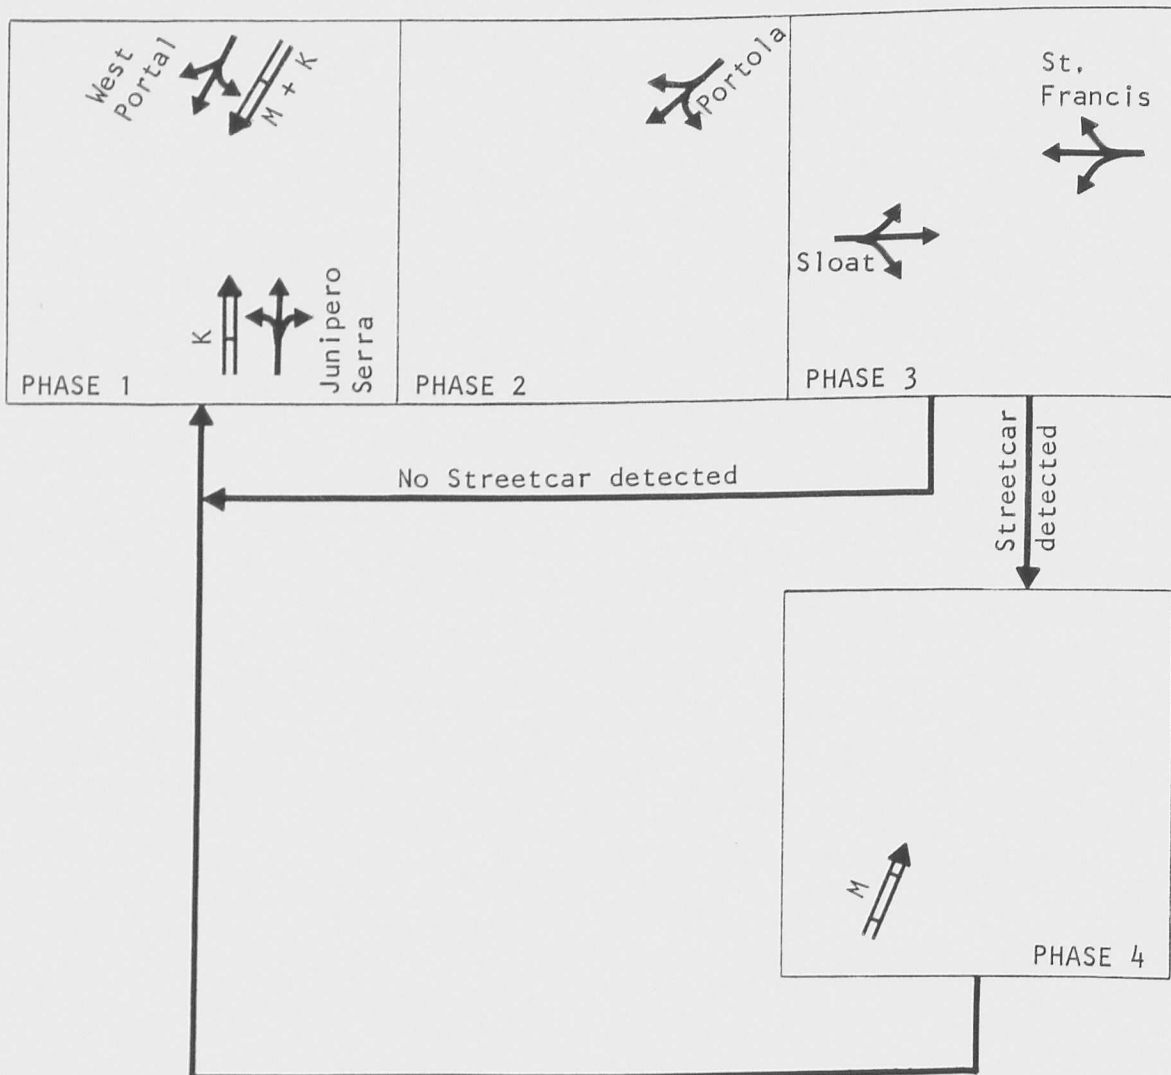 West
Portal
M + K
K
Junipero
Serra
PHASE 1
Portola
PHASE 2
St.
Francis
Sloat
PHASE 3
No Streetcar detected
Streetcar
detected
M
PHASE 4